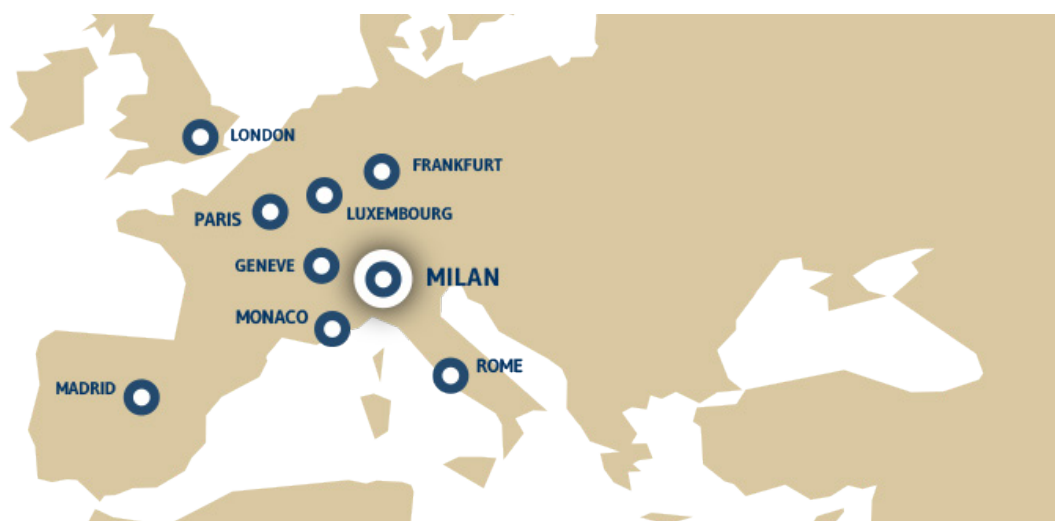 LONDON
FRANKFURT
LUXEMBOURG
PARIS
GENEVE
MILAN
MONACO
ROME
MADRID